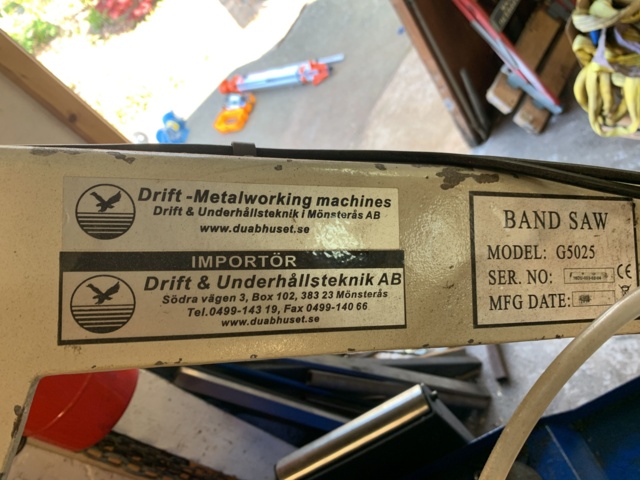 Drift - Metalworking machines
Drift & Underhållsteknik i Mönsterås AB
www.duabhuset.se
IMPORTÖR
Drift & Underhållsteknik AB
Södra vägen 3, Box 102, 383 23 Mönsterås
Tel.0499-143 19, Fax 0499-140 66
www.duabhuset.se
BAND SAW
MODEL: G5025
SER. NO:
CE
MFG DATE: